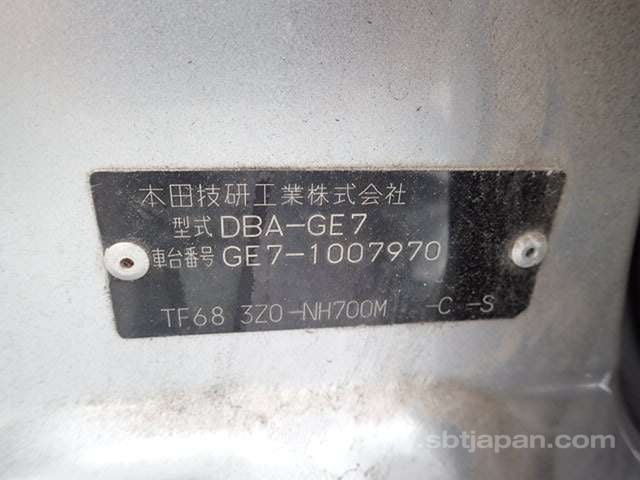 本田技研工業株式会社
型式 DBA-GE7
車台番号 GE7-1007970
TF68 3Z0-NH700M -C -S
www.sbtjapan.com